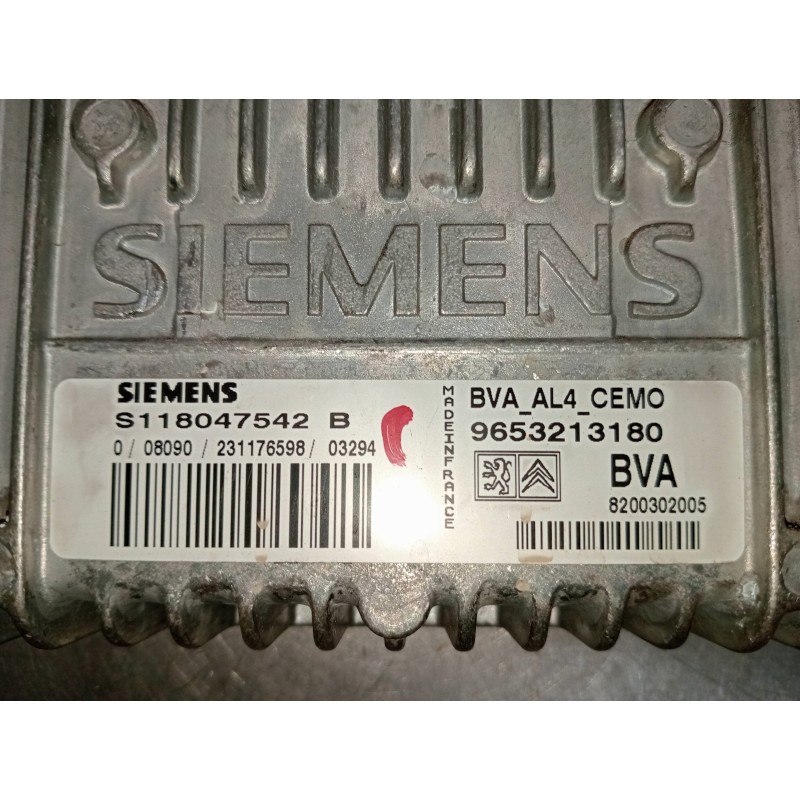 SIEMENS
SIEMENS
S118047542 B
0/ 08090 / 231176598/ 03294
MADEINFRANCE
BVA_AL4_CEMO
9653213180
BVA
8200302005